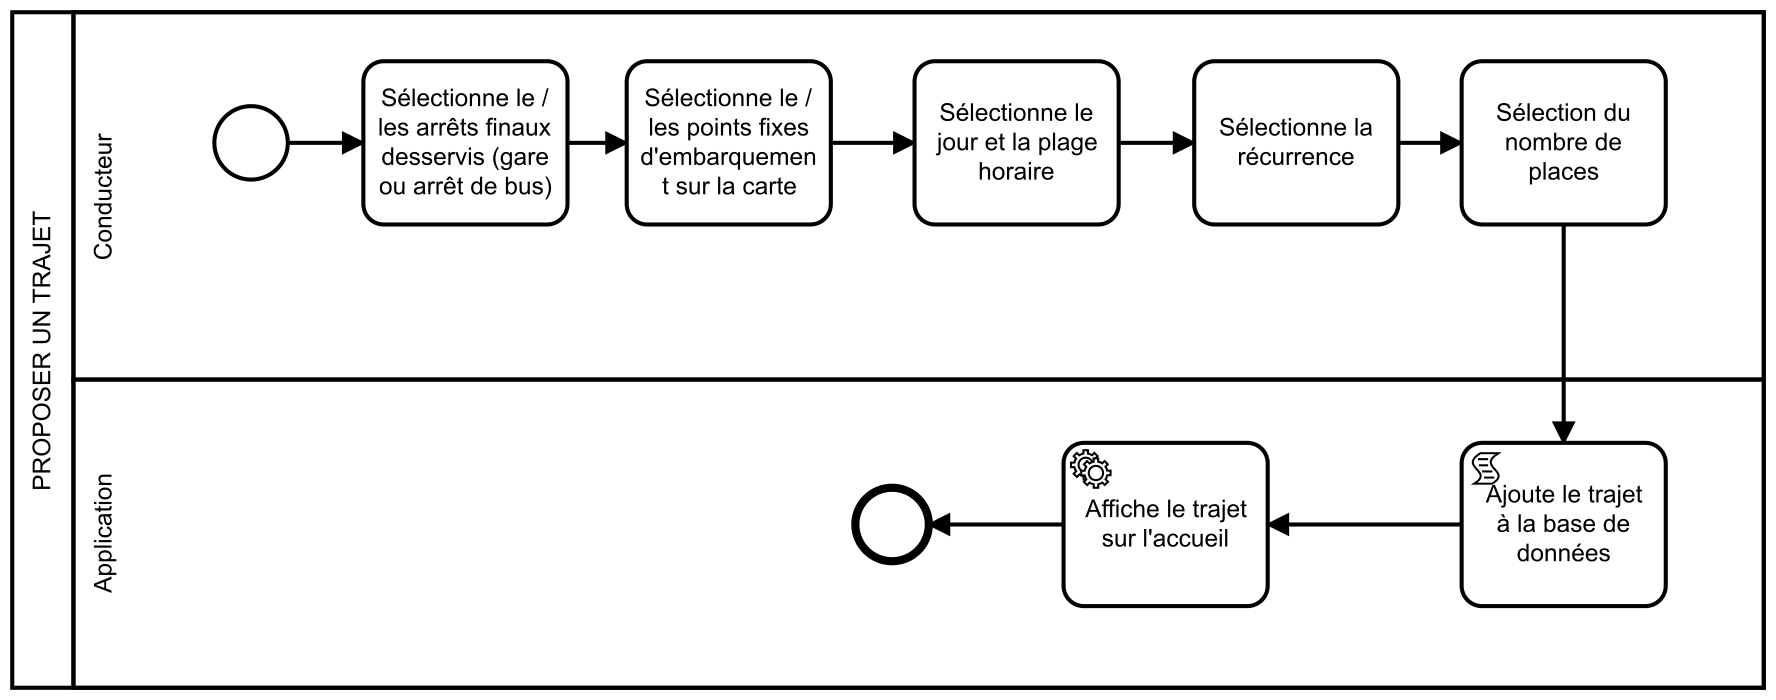 PROPOSER UN TRAJET
Conducteur
Sélectionne le /
les arrêts finaux
desservis (gare
ou arrêt de bus)
Sélectionne le /
les points fixes
d'embarquemen
t sur la carte
Sélectionne le
jour et la plage
horaire
Sélectionne la
récurrence
Sélection du
nombre de
places
Application
Affiche le trajet
sur l'accueil
Ajoute le trajet
à la base de
données